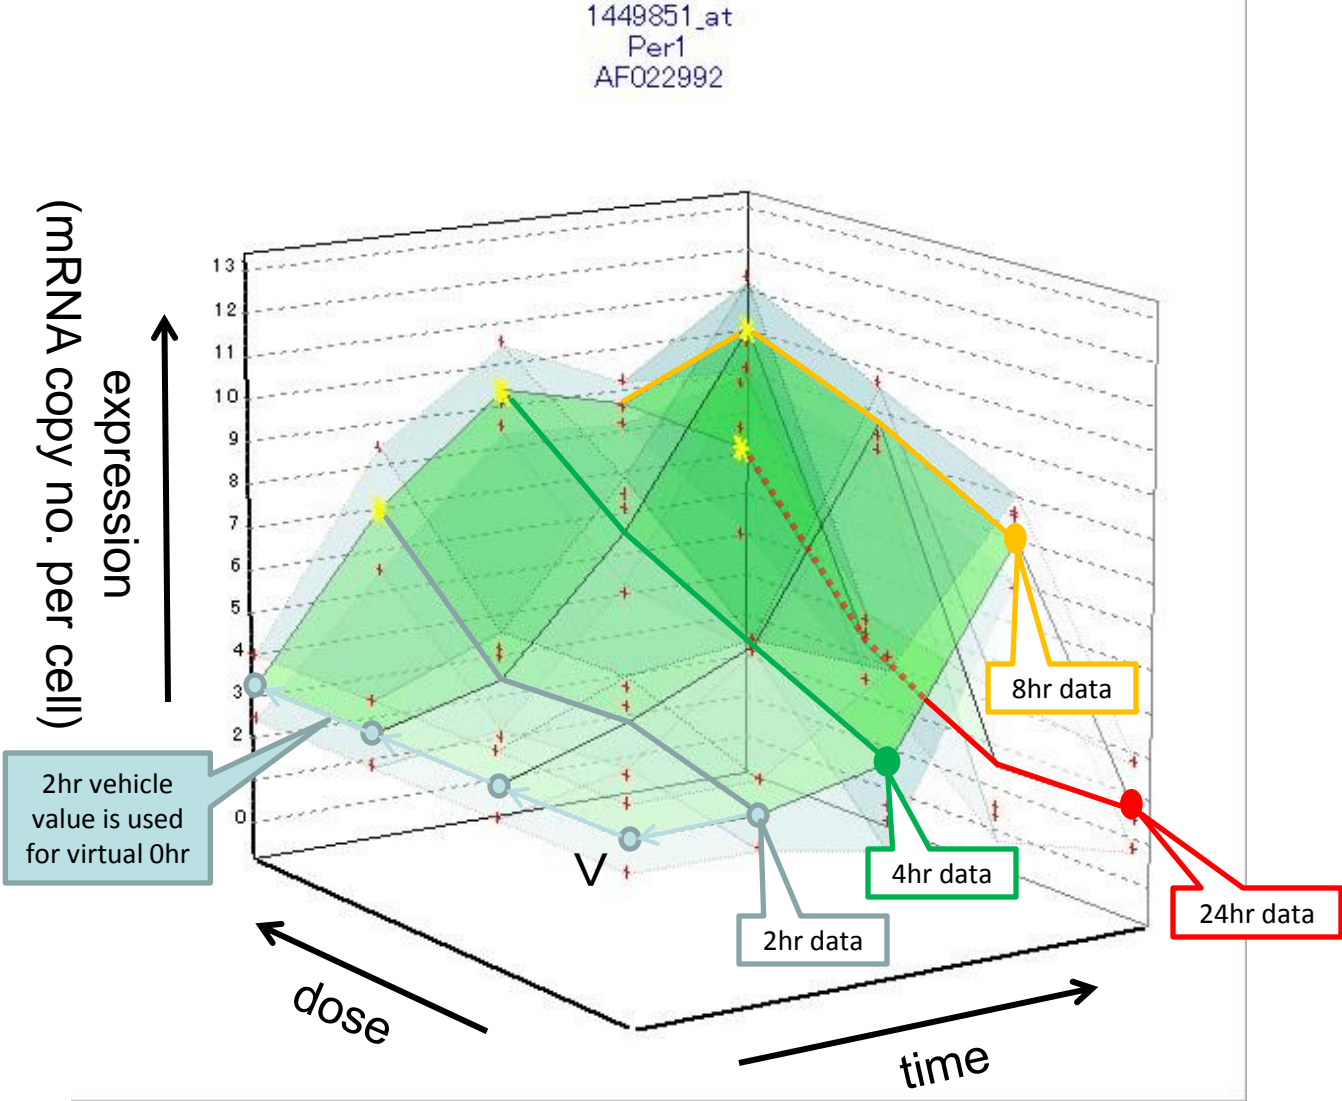 1449851_at
Per1
AF022992
expression
(mRNA copy no. per cell)
13
12
11
10
9
8
7
6
5
4
3
2
0
2hr vehicle
value is used
for virtual 0hr
V
8hr data
4hr data
24hr data
2hr data
dose
time